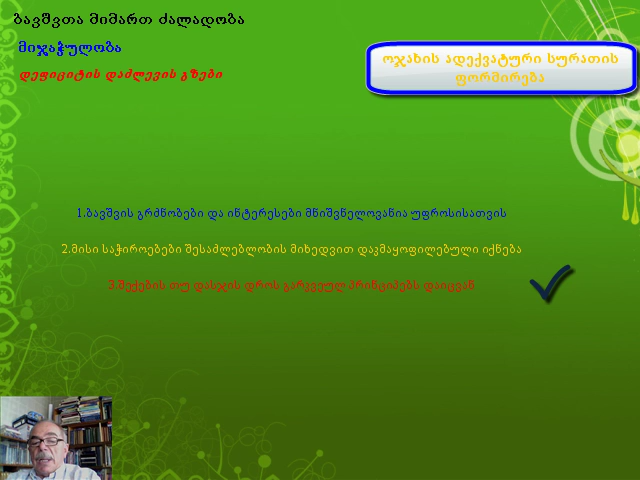 ბავშვთა მიმართ ძალადობა
მიჯაჭულობა
დეფიციტის დაძლევის გზები
ოჯახის ადექვატური სურათის
ფორმირება
1.ბავშვის გრძნობები და ინტერესები მნიშვნელოვანია უფროსისათვის
2.მისი საჭიროებები შესაძლებლობის მიხედვით დაკმაყოფილებული იქნება
3.შექების თუ დასჯის დროს გარკვეულ პრინციპებს დაიცვან